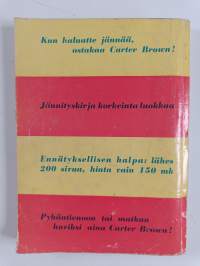 Kun haluatte jännää,
ostakaa Carter Brown!
Jännityskirja korkeinta luokkaa
Ennätyksellisen halpa: lähes
200 sivua, hinta vain 150 mk
Pyhäntienoon tai matkan
huviksi aina Carter Brown!